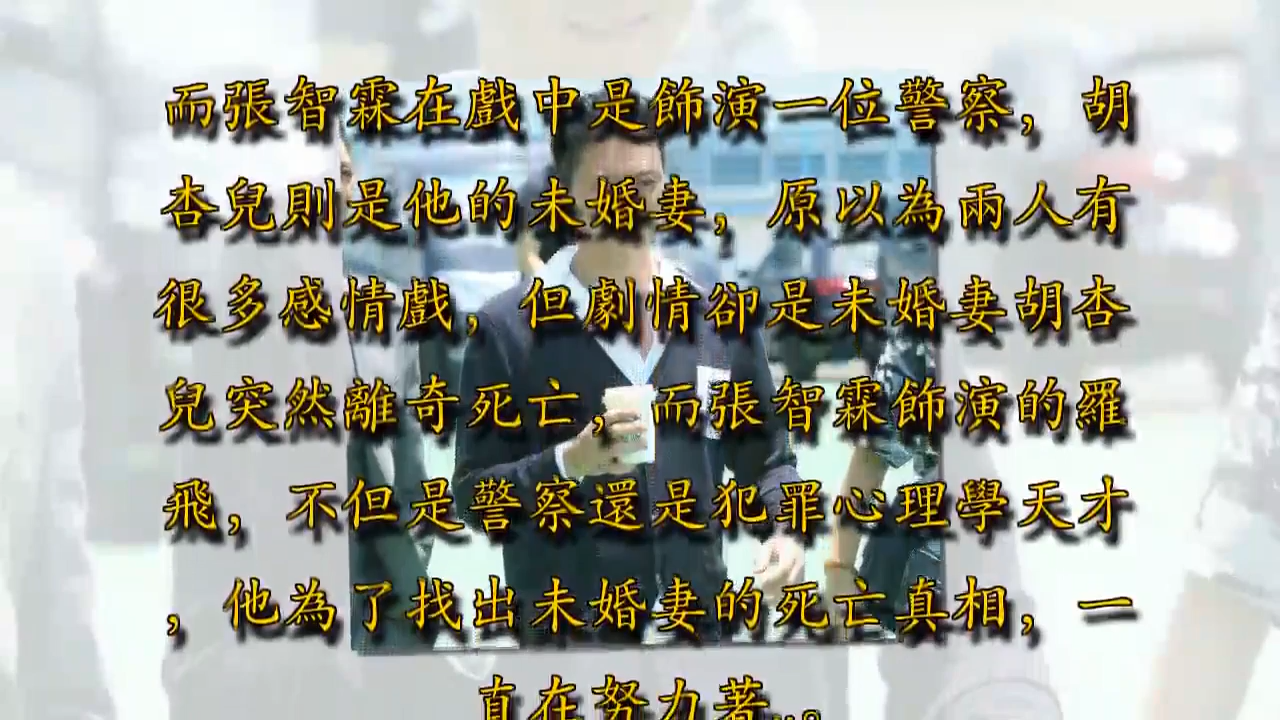 而張智霖在戲中是飾演一位警察，胡
杏兒則是他的未婚妻，原以為兩人有
很多感情戲，但劇情卻是未婚妻胡杏
兒突然離奇死亡，而張智霖飾演的羅
飛，不但是警察還是犯罪心理學天才
，他為了找出未婚妻的死亡真相，一
直在努力著...。